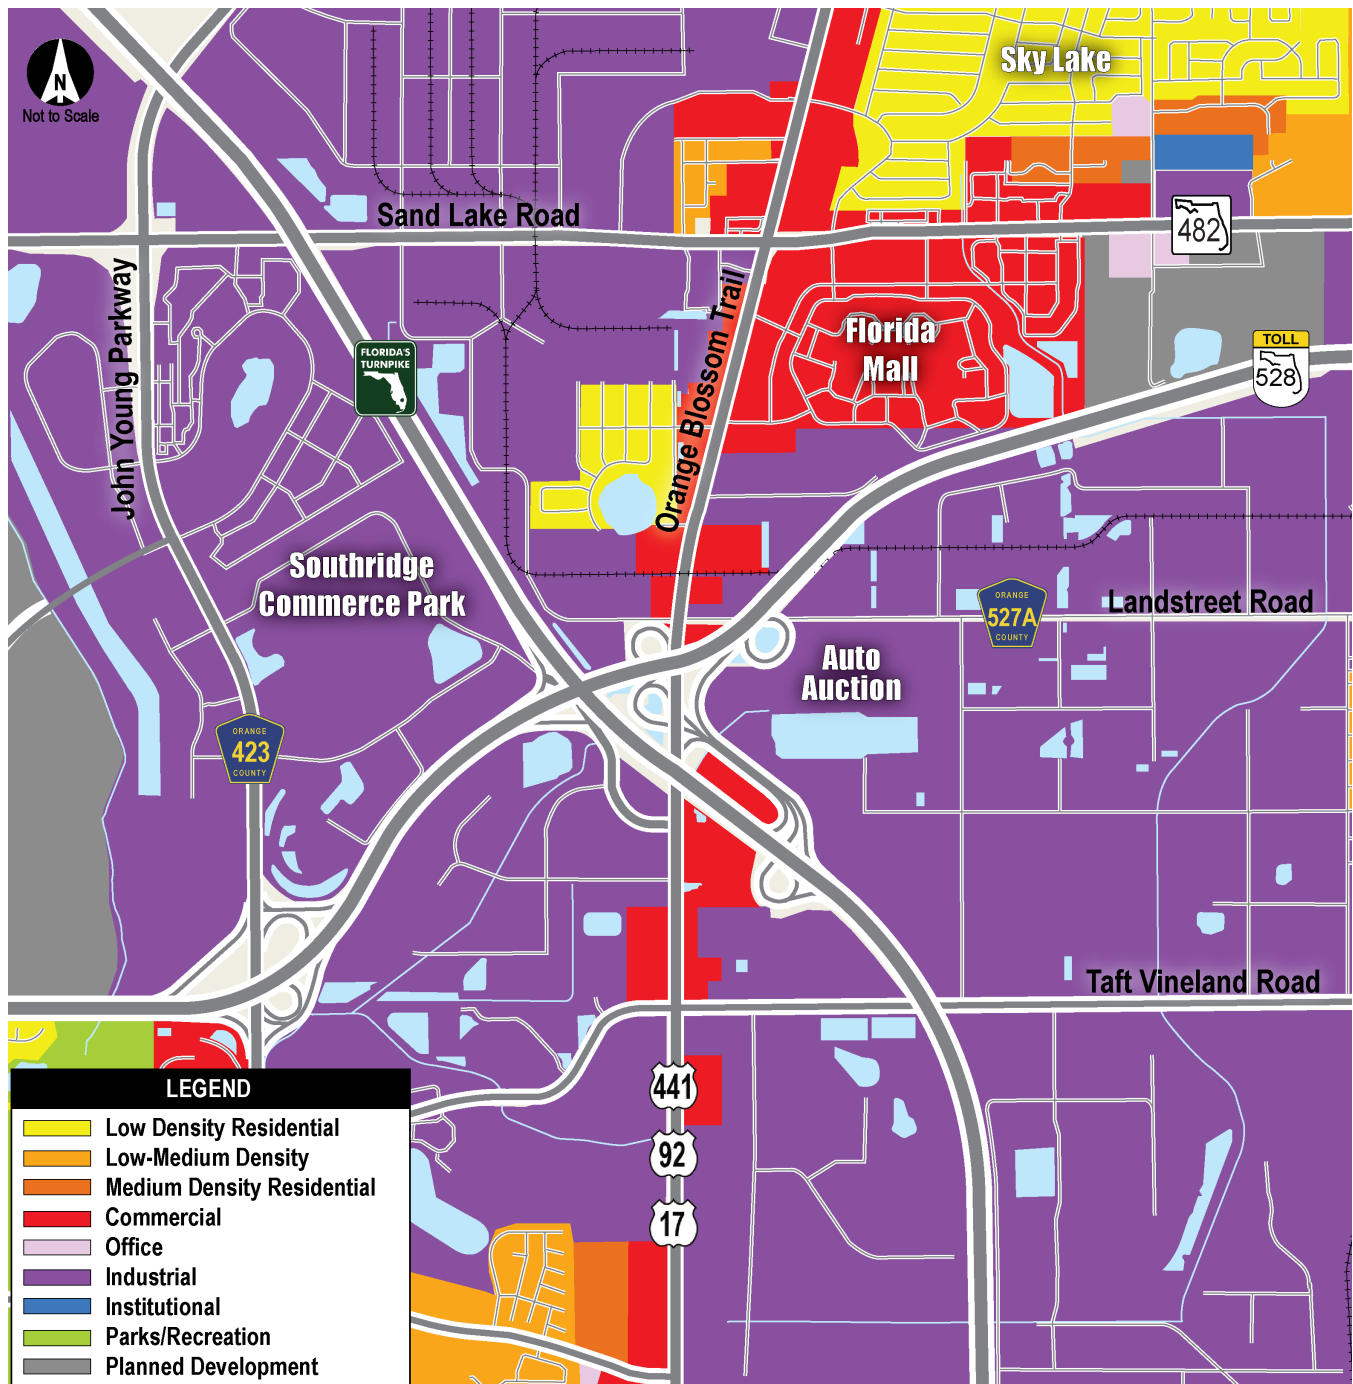 Sky Lake
N
Not to Scale
Sand Lake Road
482
John Young Parkway
Orange Blossom Trail
Florida
Mall
TOLL
528
FLORIDA'S
TURNPIKE
Southridge
Commerce Park
ORANGE
527A
COUNTY
Landstreet Road
Auto
Auction
ORANGE
423
COUNTY
Taft Vineland Road
441
92
17
LEGEND
Low Density Residential
Low-Medium Density
Medium Density Residential
Commercial
Office
Industrial
Institutional
Parks/Recreation
Planned Development